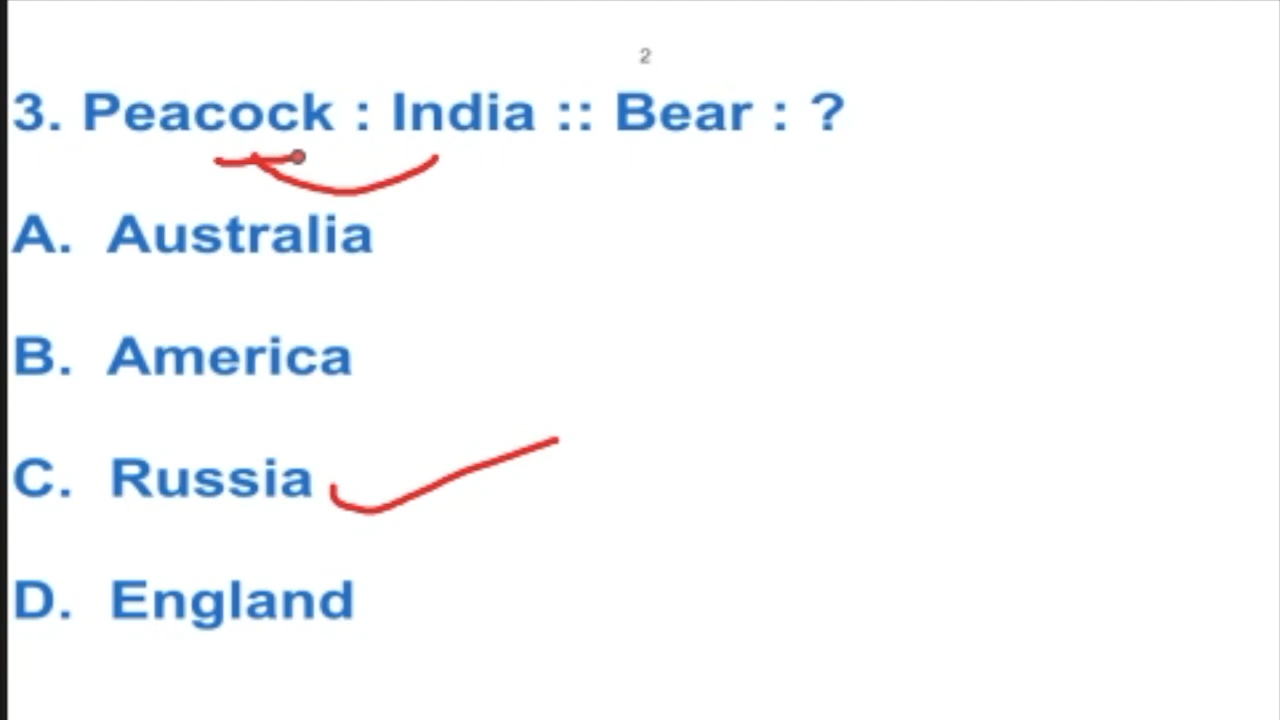 2
3. Peacock : India :: Bear : ?
A. Australia
B. America
C. Russia
D. England